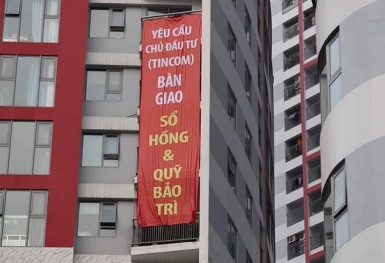 YÊU CẦU
CHỦ ĐẦU TƯ
(TINCOM)
BÀN
GIAO
SỔ
HỒNG
&
QUỸ
BẢO
TRÌ